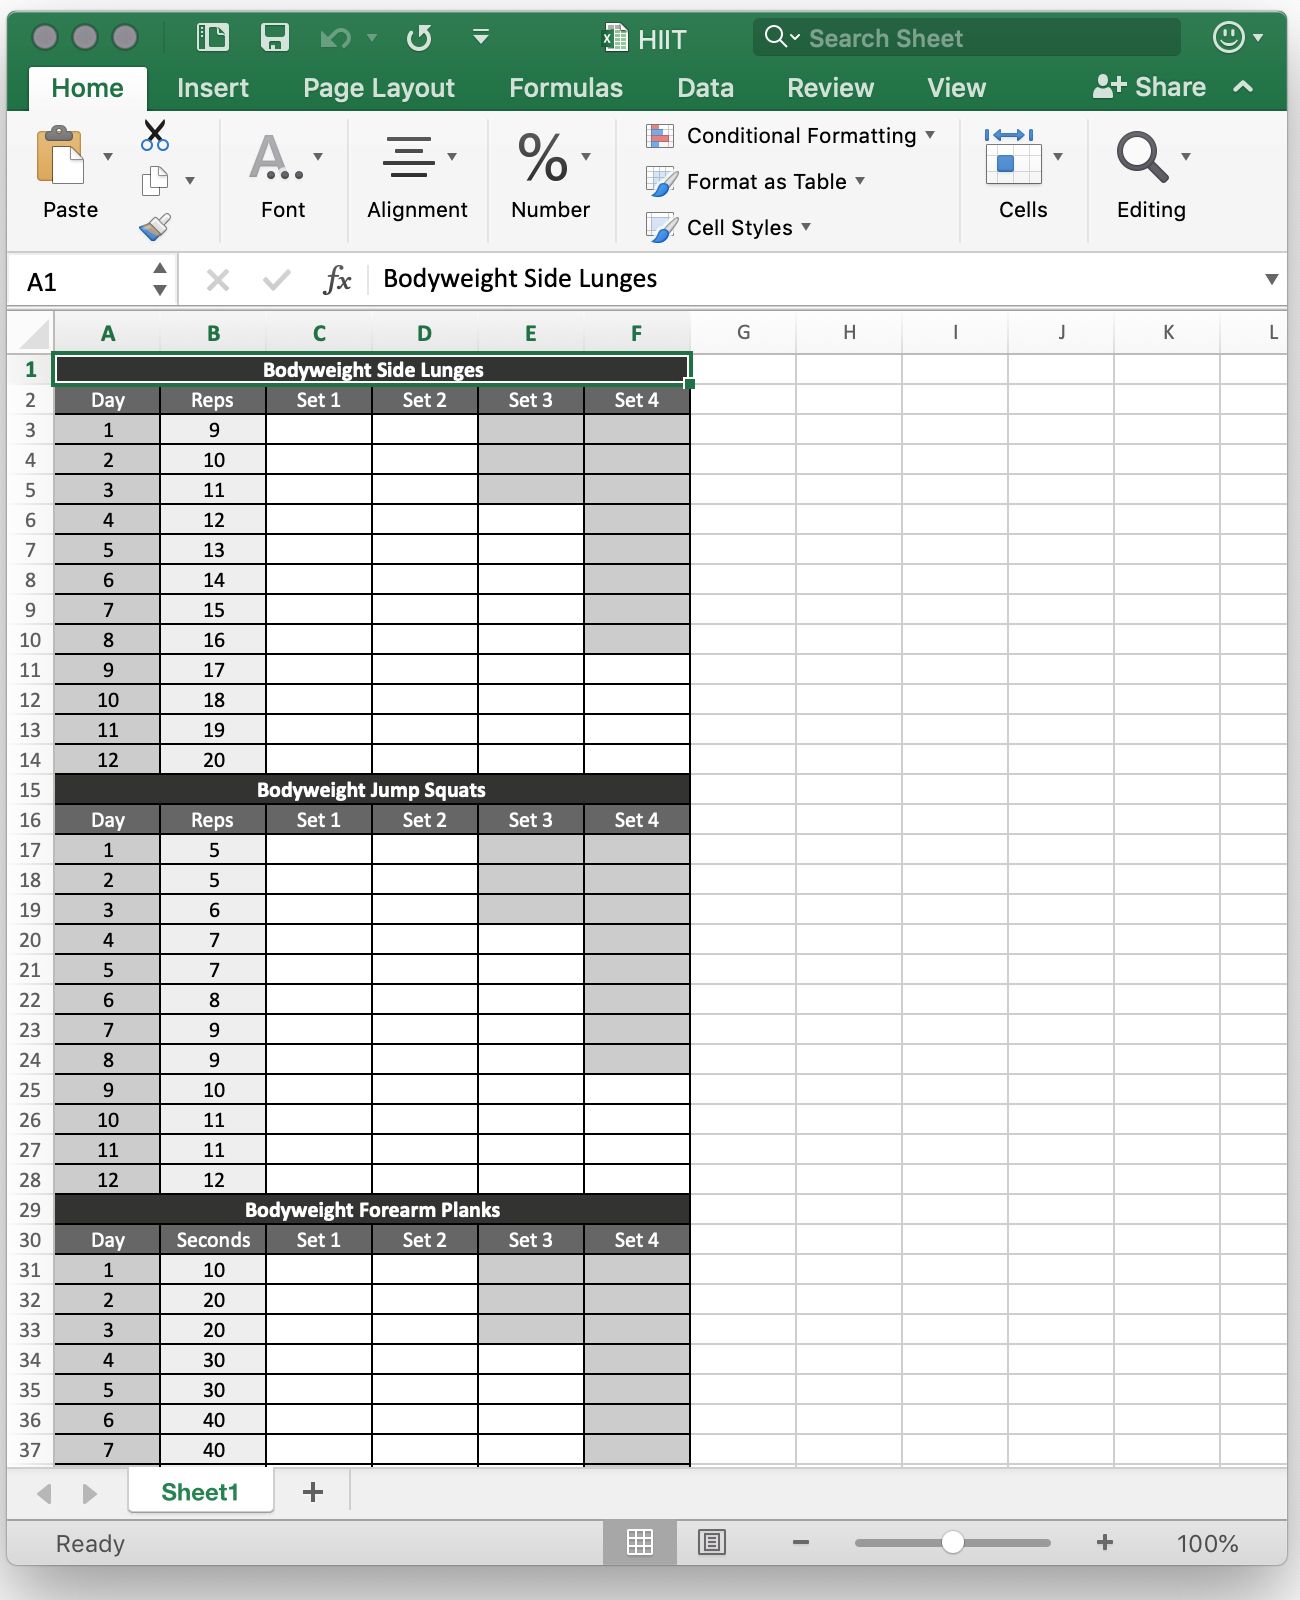 HIIT
Search Sheet
Home Insert Page Layout Formulas Data Review View Share
Paste
A...
Font
Alignment
%
Number
Conditional Formatting
Format as Table
Cell Styles
Cells
Editing
A1 fx Bodyweight Side Lunges
A B C D E F G H I J K L
1 Bodyweight Side Lunges
2 Day Reps Set 1 Set 2 Set 3 Set 4
3 1 9
4 2 10
5 3 11
6 4 12
7 5 13
8 6 14
9 7 15
10 8 16
11 9 17
12 10 18
13 11 19
14 12 20
15 Bodyweight Jump Squats
16 Day Reps Set 1 Set 2 Set 3 Set 4
17 1 5
18 2 5
19 3 6
20 4 7
21 5 7
22 6 8
23 7 9
24 8 9
25 9 10
26 10 11
27 11 11
28 12 12
29 Bodyweight Forearm Planks
30 Day Seconds Set 1 Set 2 Set 3 Set 4
31 1 10
32 2 20
33 3 20
34 4 30
35 5 30
36 6 40
37 7 40
Sheet1 +
Ready 100%